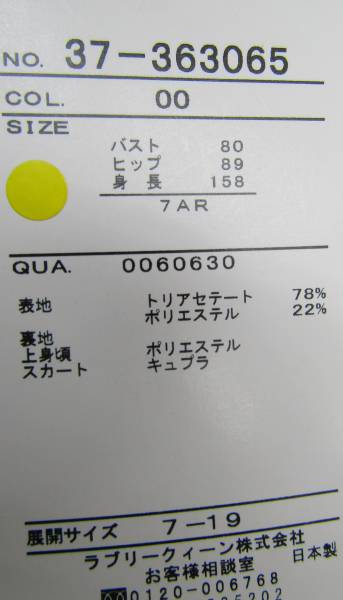 NO. 37-363065
COL. 00
SIZE
バスト 80
ヒップ 89
身長 158
7AR
QUA. 0060630
表地 トリアセテート 78%
ポリエステル 22%
裏地
上身頃 ポリエステル
スカート キュプラ
展開サイズ 7-19
ラブリークィーン株式会社
お客様相談室 日本製
0120-006768